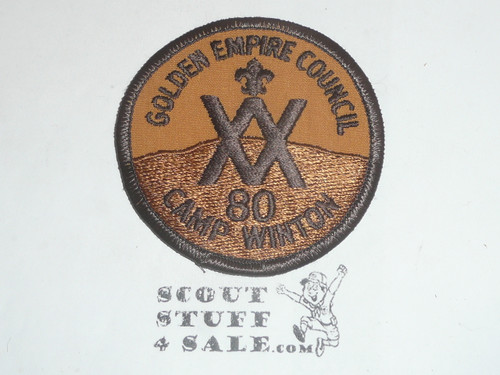 GOLDEN EMPIRE COUNCIL
80
CAMP WINTON
SCOUT
STUFF
4 SALE.COM